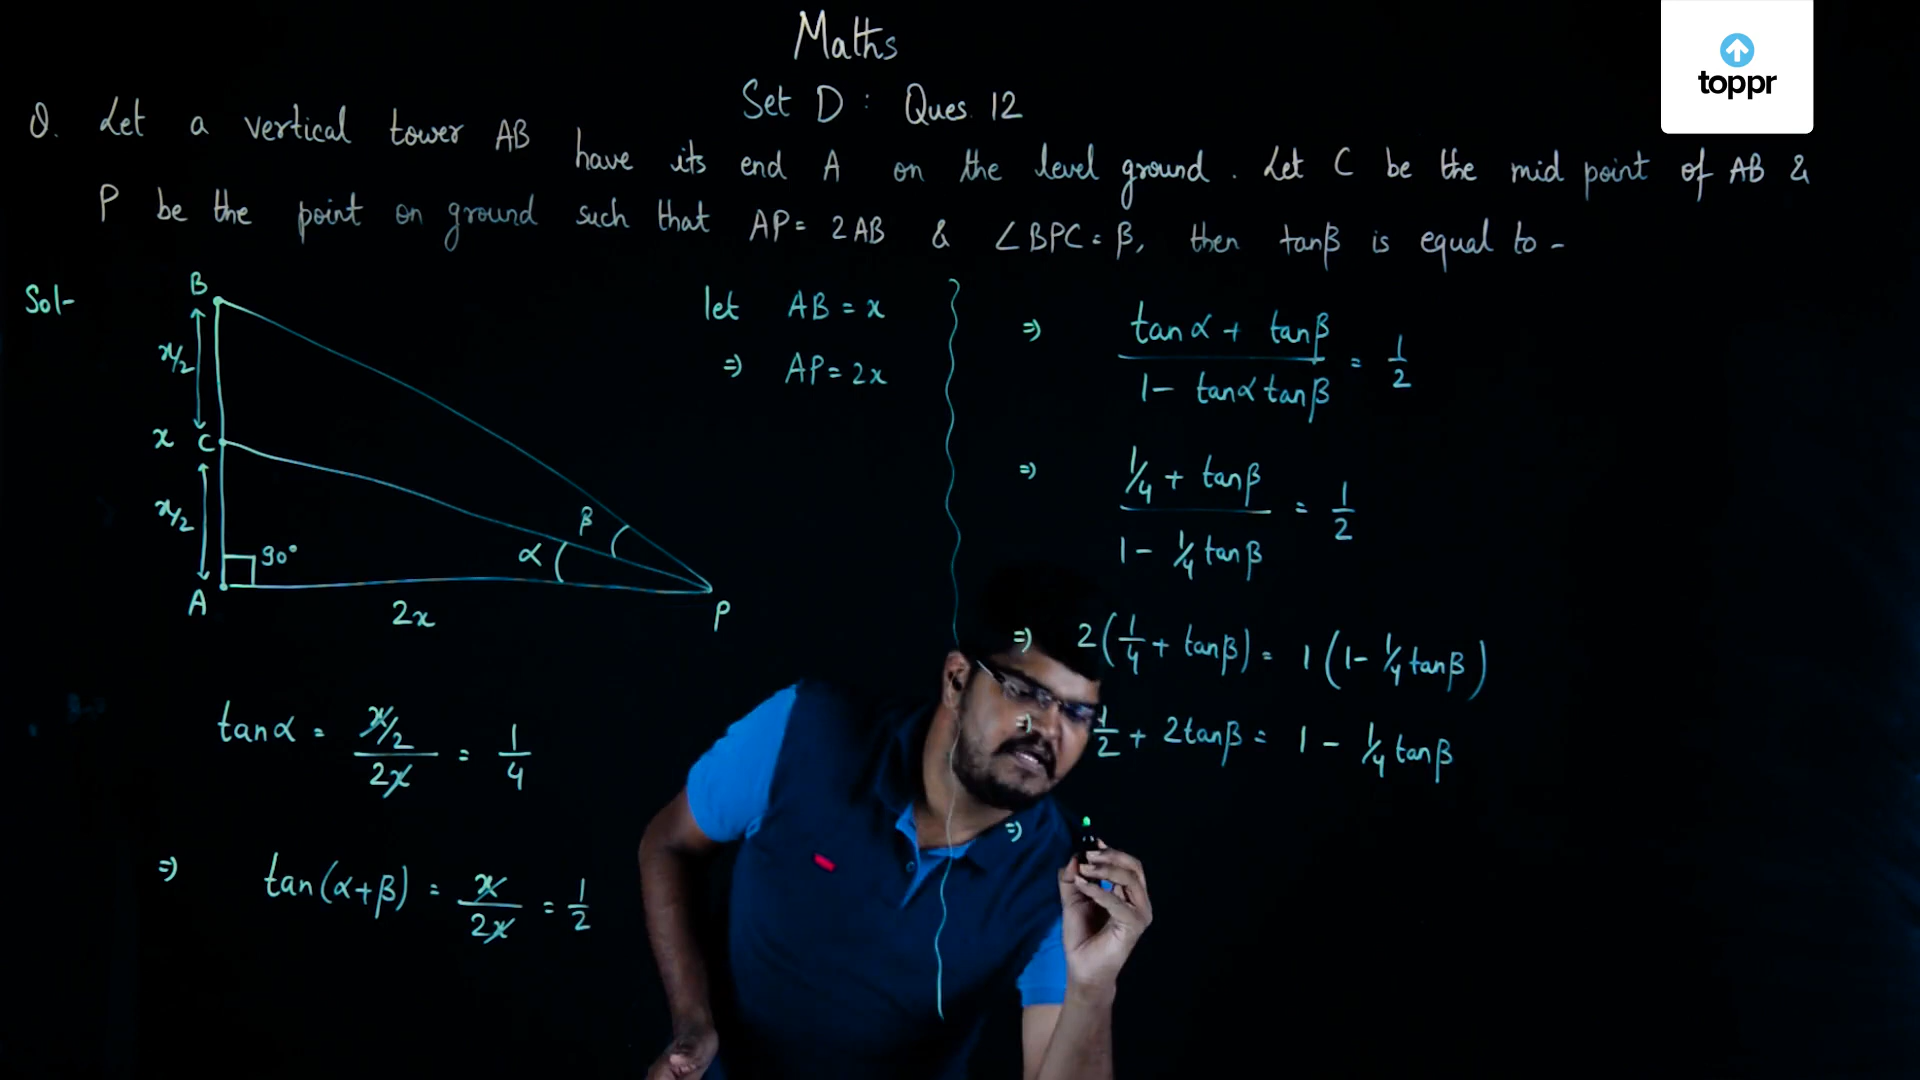 Maths
toppr
Set D : Ques. 12
Q. Let a vertical tower AB have its end A on the level ground. Let C be the mid point of AB &
P be the point on ground such that AP = 2AB & ∠BPC = β, then tanβ is equal to -
Sol-
B
x/2
x C
x/2
90°
A
2x
P
α
β
let AB = x
⇒ AP = 2x
tanα = (x/2)/(2x) = 1/4
⇒ tan(α+β) = x/(2x) = 1/2
⇒ (tanα + tanβ)/(1 - tanα tanβ) = 1/2
⇒ (1/4 + tanβ)/(1 - 1/4 tanβ) = 1/2
⇒ 2(1/4 + tanβ) = 1(1 - 1/4 tanβ)
⇒ 1/2 + 2tanβ = 1 - 1/4 tanβ
⇒